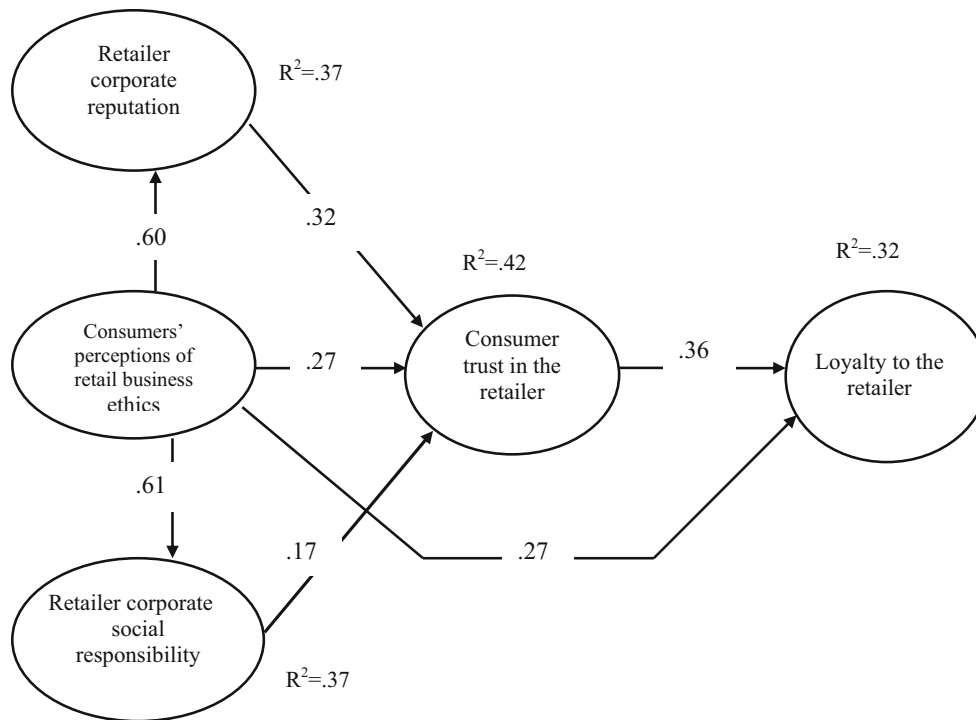 Retailer
corporate
reputation
R²=.37
.32
.60
R²=.42
R²=.32
Consumers’
perceptions of
retail business
ethics
.27
Consumer
trust in the
retailer
.36
Loyalty to the
retailer
.61
.17
.27
Retailer corporate
social
responsibility
R²=.37